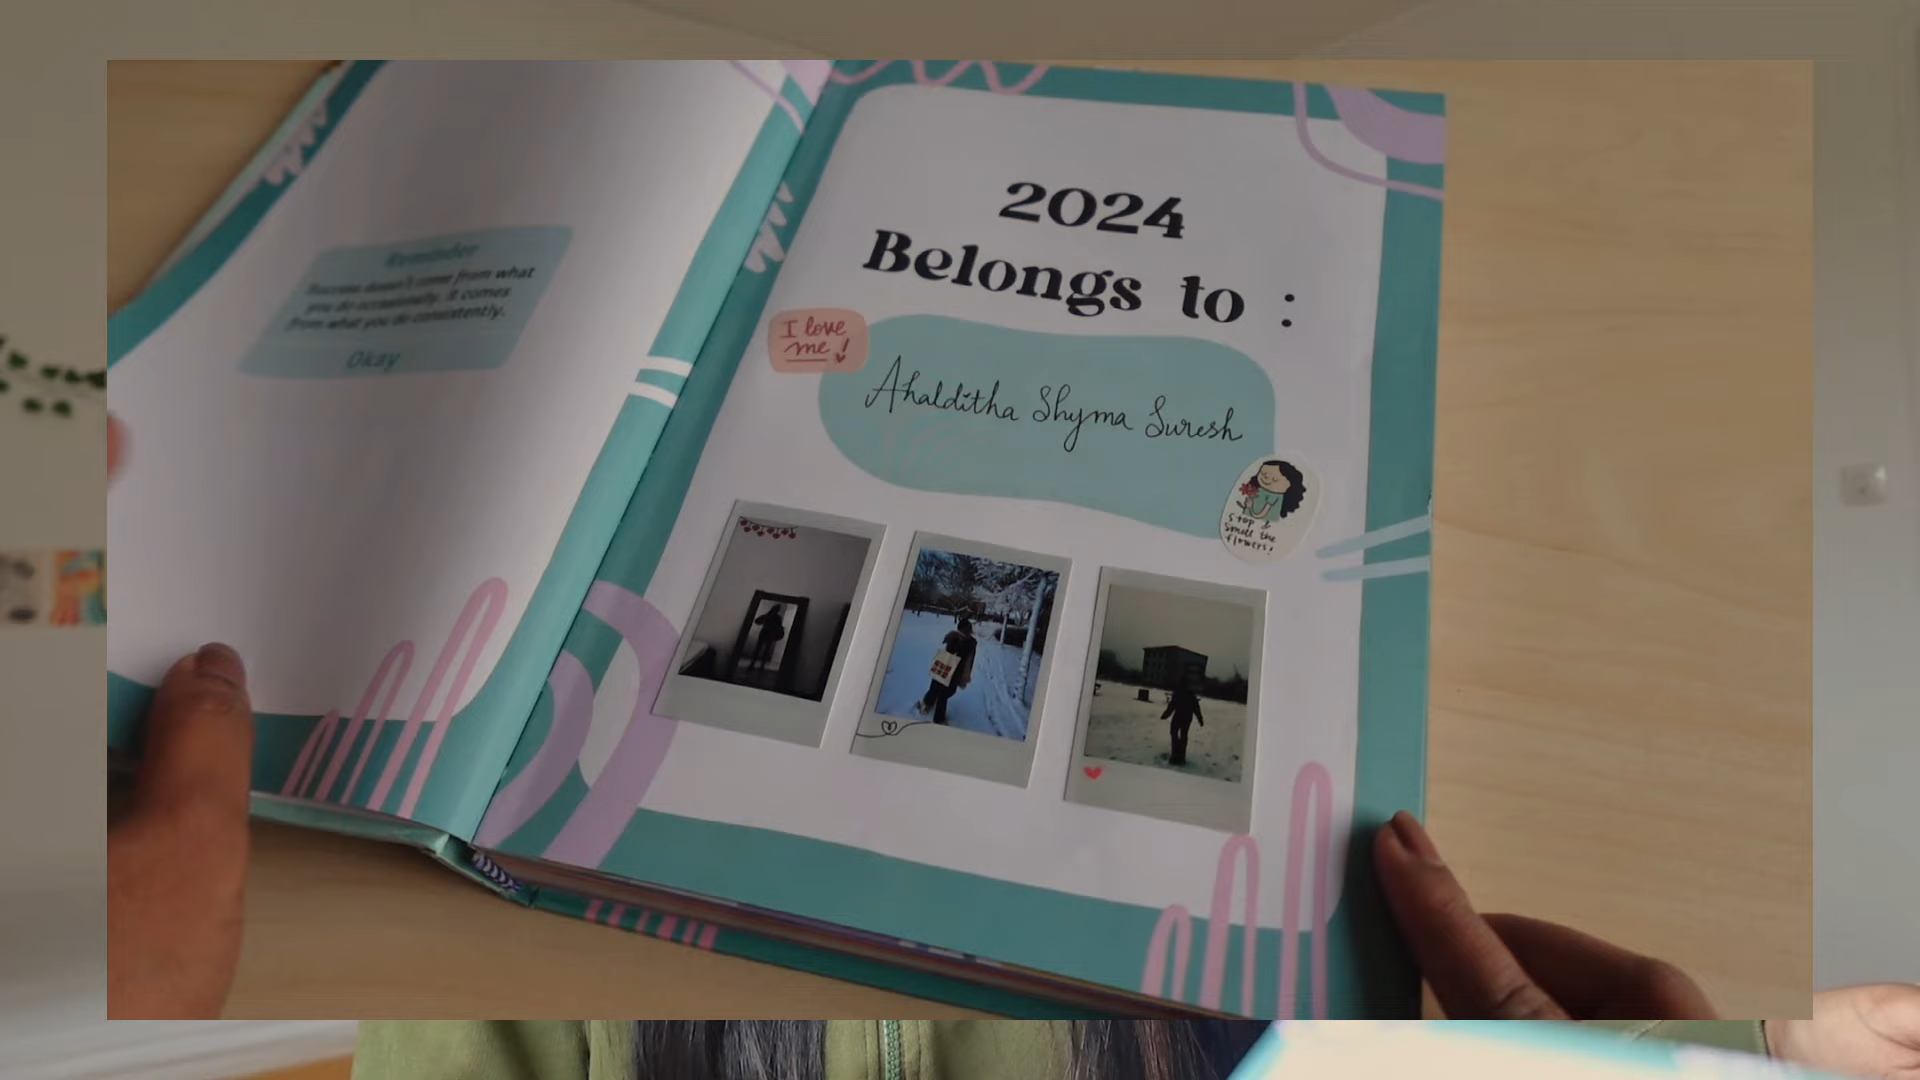 Reminder
Success doesn't come from what
you do occasionally. It comes
from what you do consistently.
Okay
2024
Belongs to :
I love
me!
Ahalditha Shyma Suresh
Stop &
smell the
flowers!